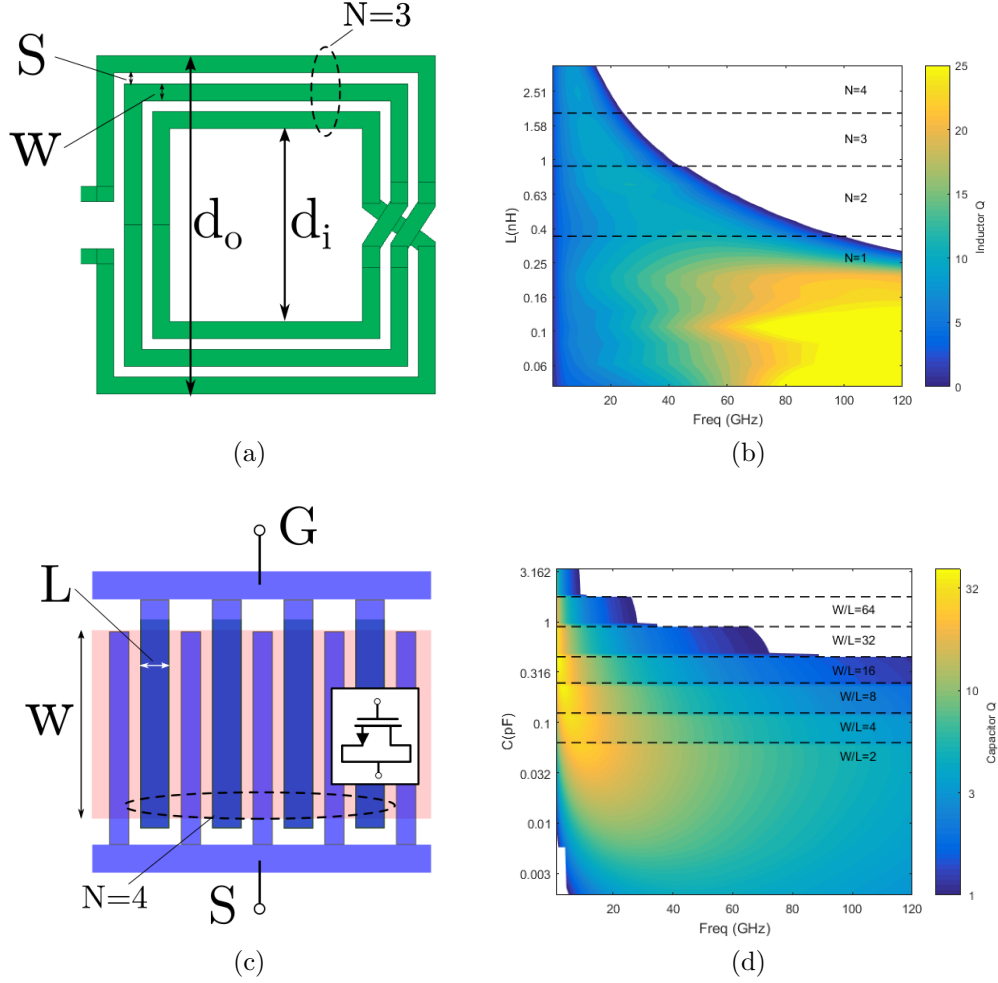 N=3
S
W
d_o
d_i
(a)
N=4
N=3
N=2
N=1
2.51
1.58
1
0.63
0.4
0.25
0.16
0.1
0.06
L(nH)
20 40 60 80 100 120
Freq (GHz)
25
20
15
10
5
0
Inductor Q
(b)
G
L
W
N=4
S
(c)
W/L=64
W/L=32
W/L=16
W/L=8
W/L=4
W/L=2
3.162
1
0.316
0.1
0.032
0.01
0.003
C(pF)
20 40 60 80 100 120
Freq (GHz)
32
10
3
1
Capacitor Q
(d)